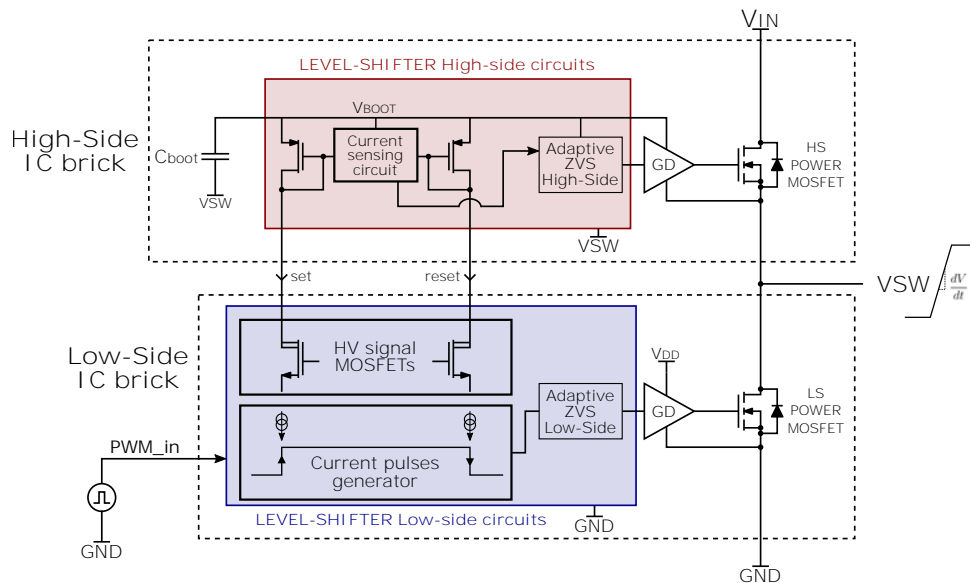 VIN
LEVEL-SHIFTER High-side circuits
VBOOT
High-Side
IC brick
Cboot
VSW
Current
sensing
circuit
Adaptive
ZVS
High-Side
GD
HS
POWER
MOSFET
VSW
set
reset
VSW
dV
dt
Low-Side
IC brick
HV signal
MOSFETs
VDD
Adaptive
ZVS
Low-Side
GD
LS
POWER
MOSFET
PWM_in
Current pulses
generator
LEVEL-SHIFTER Low-side circuits
GND
GND
GND